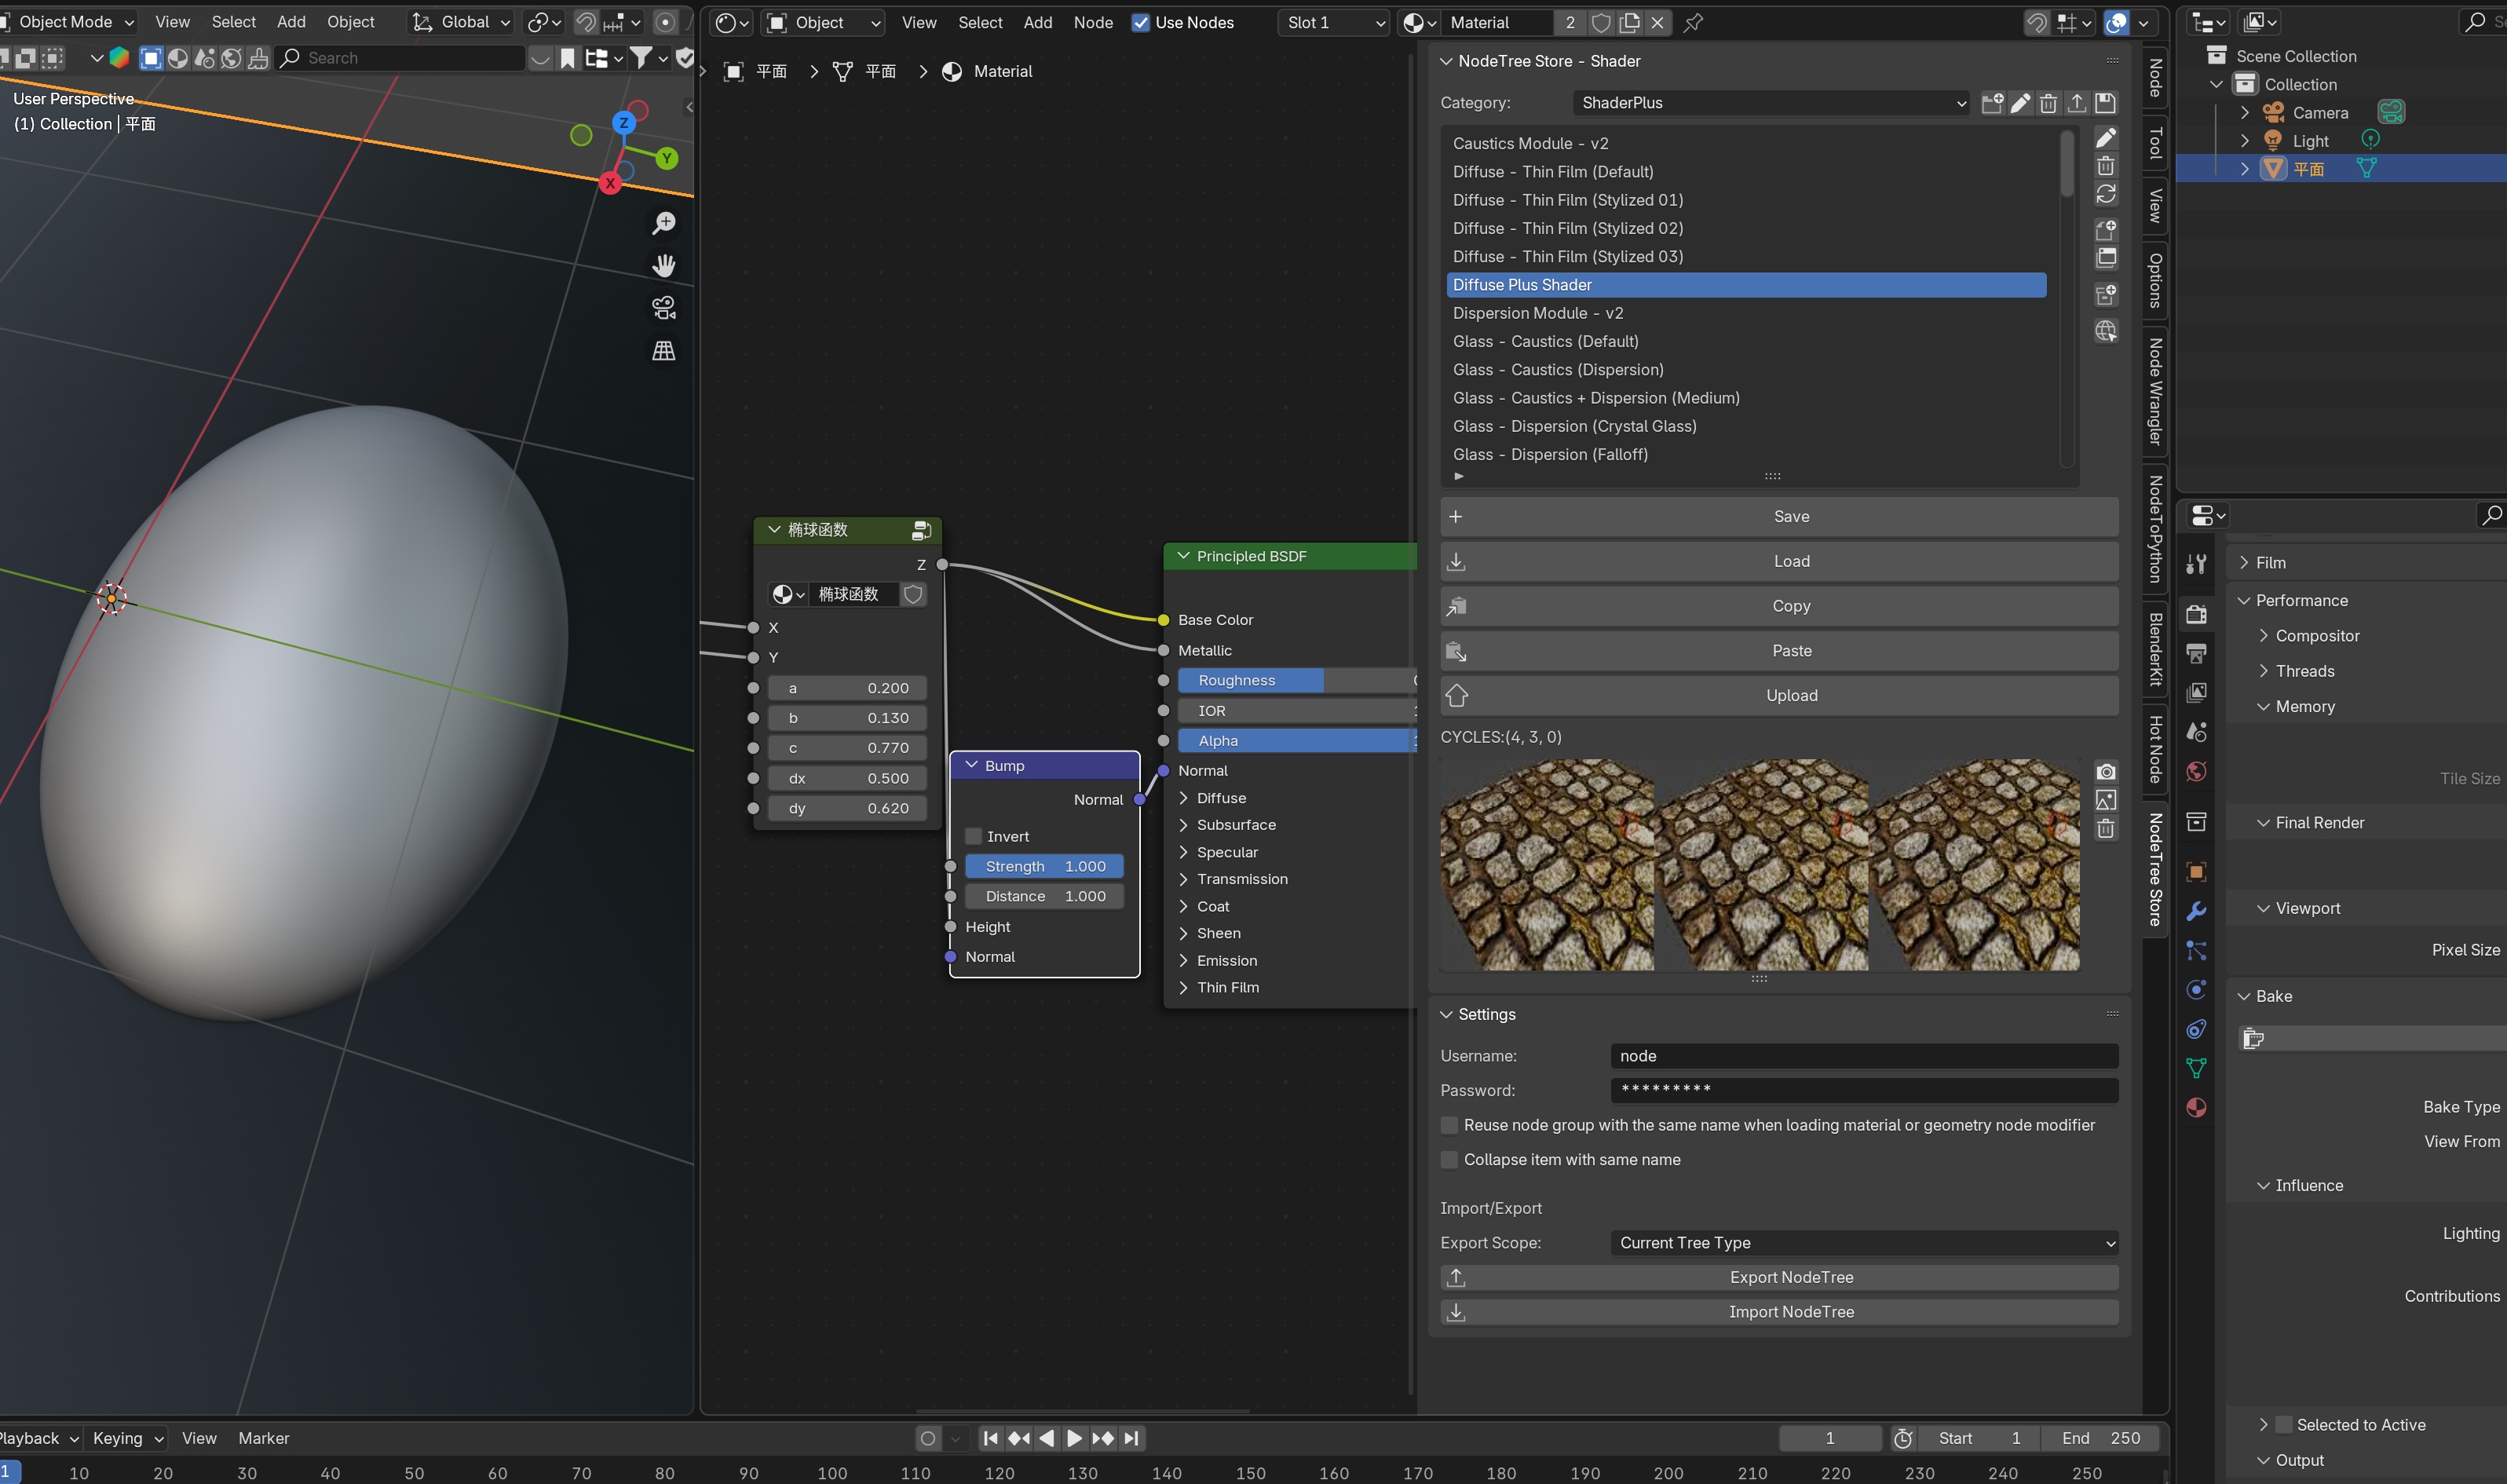 Object Mode View Select Add Object Global
Search
User Perspective
(1) Collection | 平面
Z
Y
X
Object View Select Add Node Use Nodes Slot 1 Material 2
平面 平面 Material
椭球函数
Z
椭球函数
X
Y
a 0.200
b 0.130
c 0.770
dx 0.500
dy 0.620
Bump
Normal
Invert
Strength 1.000
Distance 1.000
Height
Normal
Principled BSDF
Base Color
Metallic
Roughness
IOR
Alpha
Normal
Diffuse
Subsurface
Specular
Transmission
Coat
Sheen
Emission
Thin Film
NodeTree Store - Shader
Category: ShaderPlus
Caustics Module - v2
Diffuse - Thin Film (Default)
Diffuse - Thin Film (Stylized 01)
Diffuse - Thin Film (Stylized 02)
Diffuse - Thin Film (Stylized 03)
Diffuse Plus Shader
Dispersion Module - v2
Glass - Caustics (Default)
Glass - Caustics (Dispersion)
Glass - Caustics + Dispersion (Medium)
Glass - Dispersion (Crystal Glass)
Glass - Dispersion (Falloff)
Save
Load
Copy
Paste
Upload
CYCLES:(4, 3, 0)
Settings
Username: node
Password: *********
Reuse node group with the same name when loading material or geometry node modifier
Collapse item with same name
Import/Export
Export Scope: Current Tree Type
Export NodeTree
Import NodeTree
Node
Tool
View
Options
Node Wrangler
NodeToPython
BlenderKit
Hot Node
NodeTree Store
Scene Collection
Collection
Camera
Light
平面
Film
Performance
Compositor
Threads
Memory
Tile Size
Final Render
Viewport
Pixel Size
Bake
Bake Type
View From
Influence
Lighting
Contributions
Selected to Active
Output
Playback Keying View Marker
1 Start 1 End 250
1 10 20 30 40 50 60 70 80 90 100 110 120 130 140 150 160 170 180 190 200 210 220 230 240 250